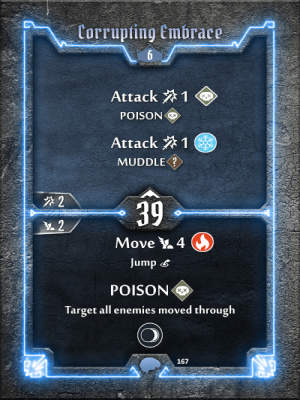 Corrupting Embrace
6
Attack 1
POISON
Attack 1
MUDDLE ?
2
39
2
Move 4
Jump
POISON
Target all enemies moved through
167